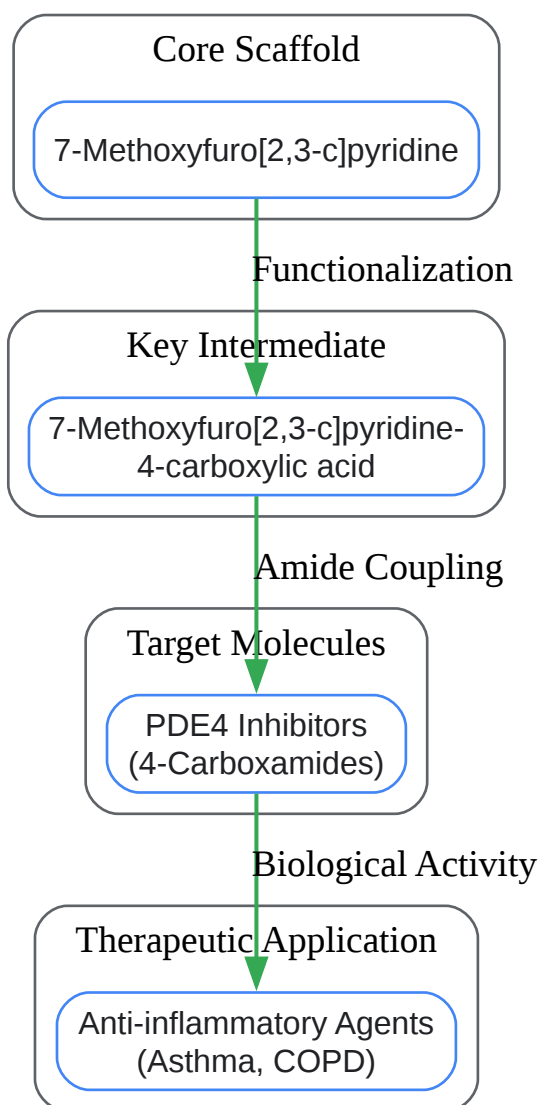 Core Scaffold
7-Methoxyfuro[2,3-c]pyridine
Functionalization
Key Intermediate
7-Methoxyfuro[2,3-c]pyridine-
4-carboxylic acid
Amide Coupling
Target Molecules
PDE4 Inhibitors
(4-Carboxamides)
Biological Activity
Therapeutic Application
Anti-inflammatory Agents
(Asthma, COPD)